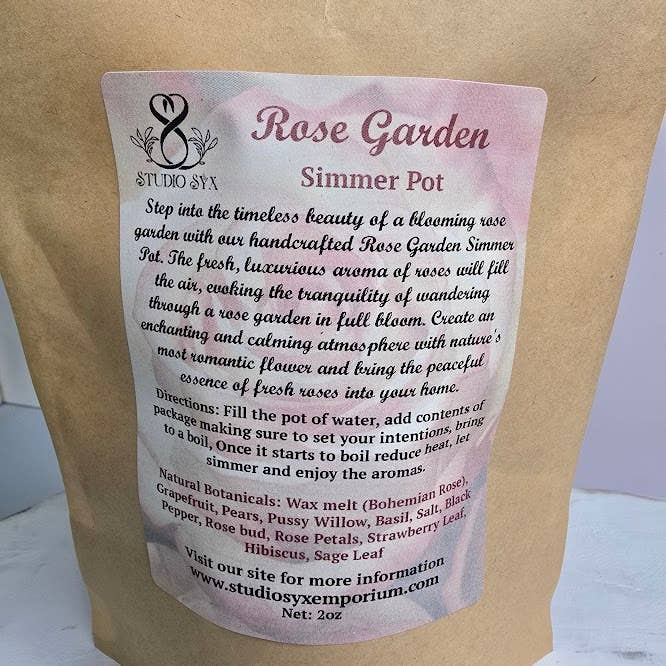 STUDIO SYX
Rose Garden
Simmer Pot
Step into the timeless beauty of a blooming rose
garden with our handcrafted Rose Garden Simmer
Pot. The fresh, luxurious aroma of roses will fill
the air, evoking the tranquility of wandering
through a rose garden in full bloom. Create an
enchanting and calming atmosphere with nature's
most romantic flower and bring the peaceful
essence of fresh roses into your home.
Directions: Fill the pot of water, add contents of
package making sure to set your intentions, bring
to a boil, Once it starts to boil reduce heat, let
simmer and enjoy the aromas.
Natural Botanicals: Wax melt (Bohemian Rose),
Grapefruit, Pears, Pussy Willow, Basil, Salt, Black
Pepper, Rose bud, Rose Petals, Strawberry Leaf,
Hibiscus, Sage Leaf
Visit our site for more information
www.studiosyxemporium.com
Net: 2oz